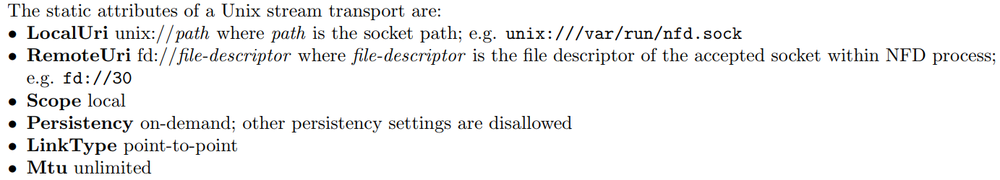 The static attributes of a Unix stream transport are:
• LocalUri unix://path where path is the socket path; e.g. unix:///var/run/nfd.sock
• RemoteUri fd://file-descriptor where file-descriptor is the file descriptor of the accepted socket within NFD process;
e.g. fd://30
• Scope local
• Persistency on-demand; other persistency settings are disallowed
• LinkType point-to-point
• Mtu unlimited